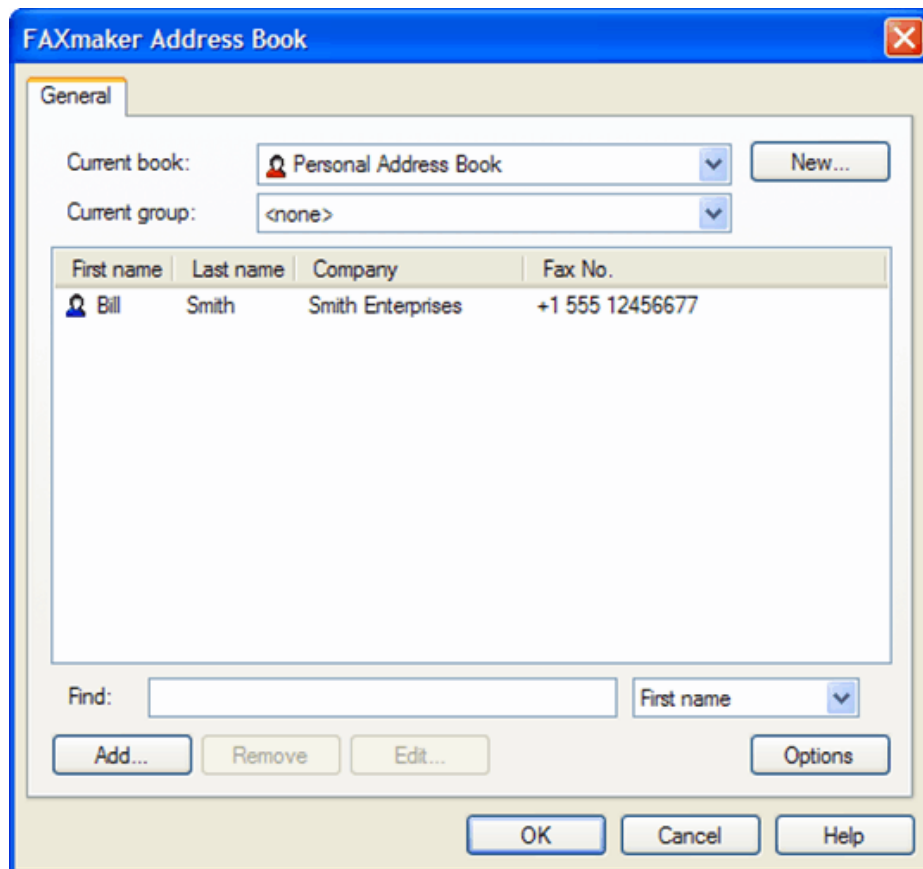 FAXmaker Address Book
General
Current book: Personal Address Book New...
Current group: <none>
First name Last name Company Fax No.
Bill Smith Smith Enterprises +1 555 12456677
Find: First name
Add... Remove Edit... Options
OK Cancel Help